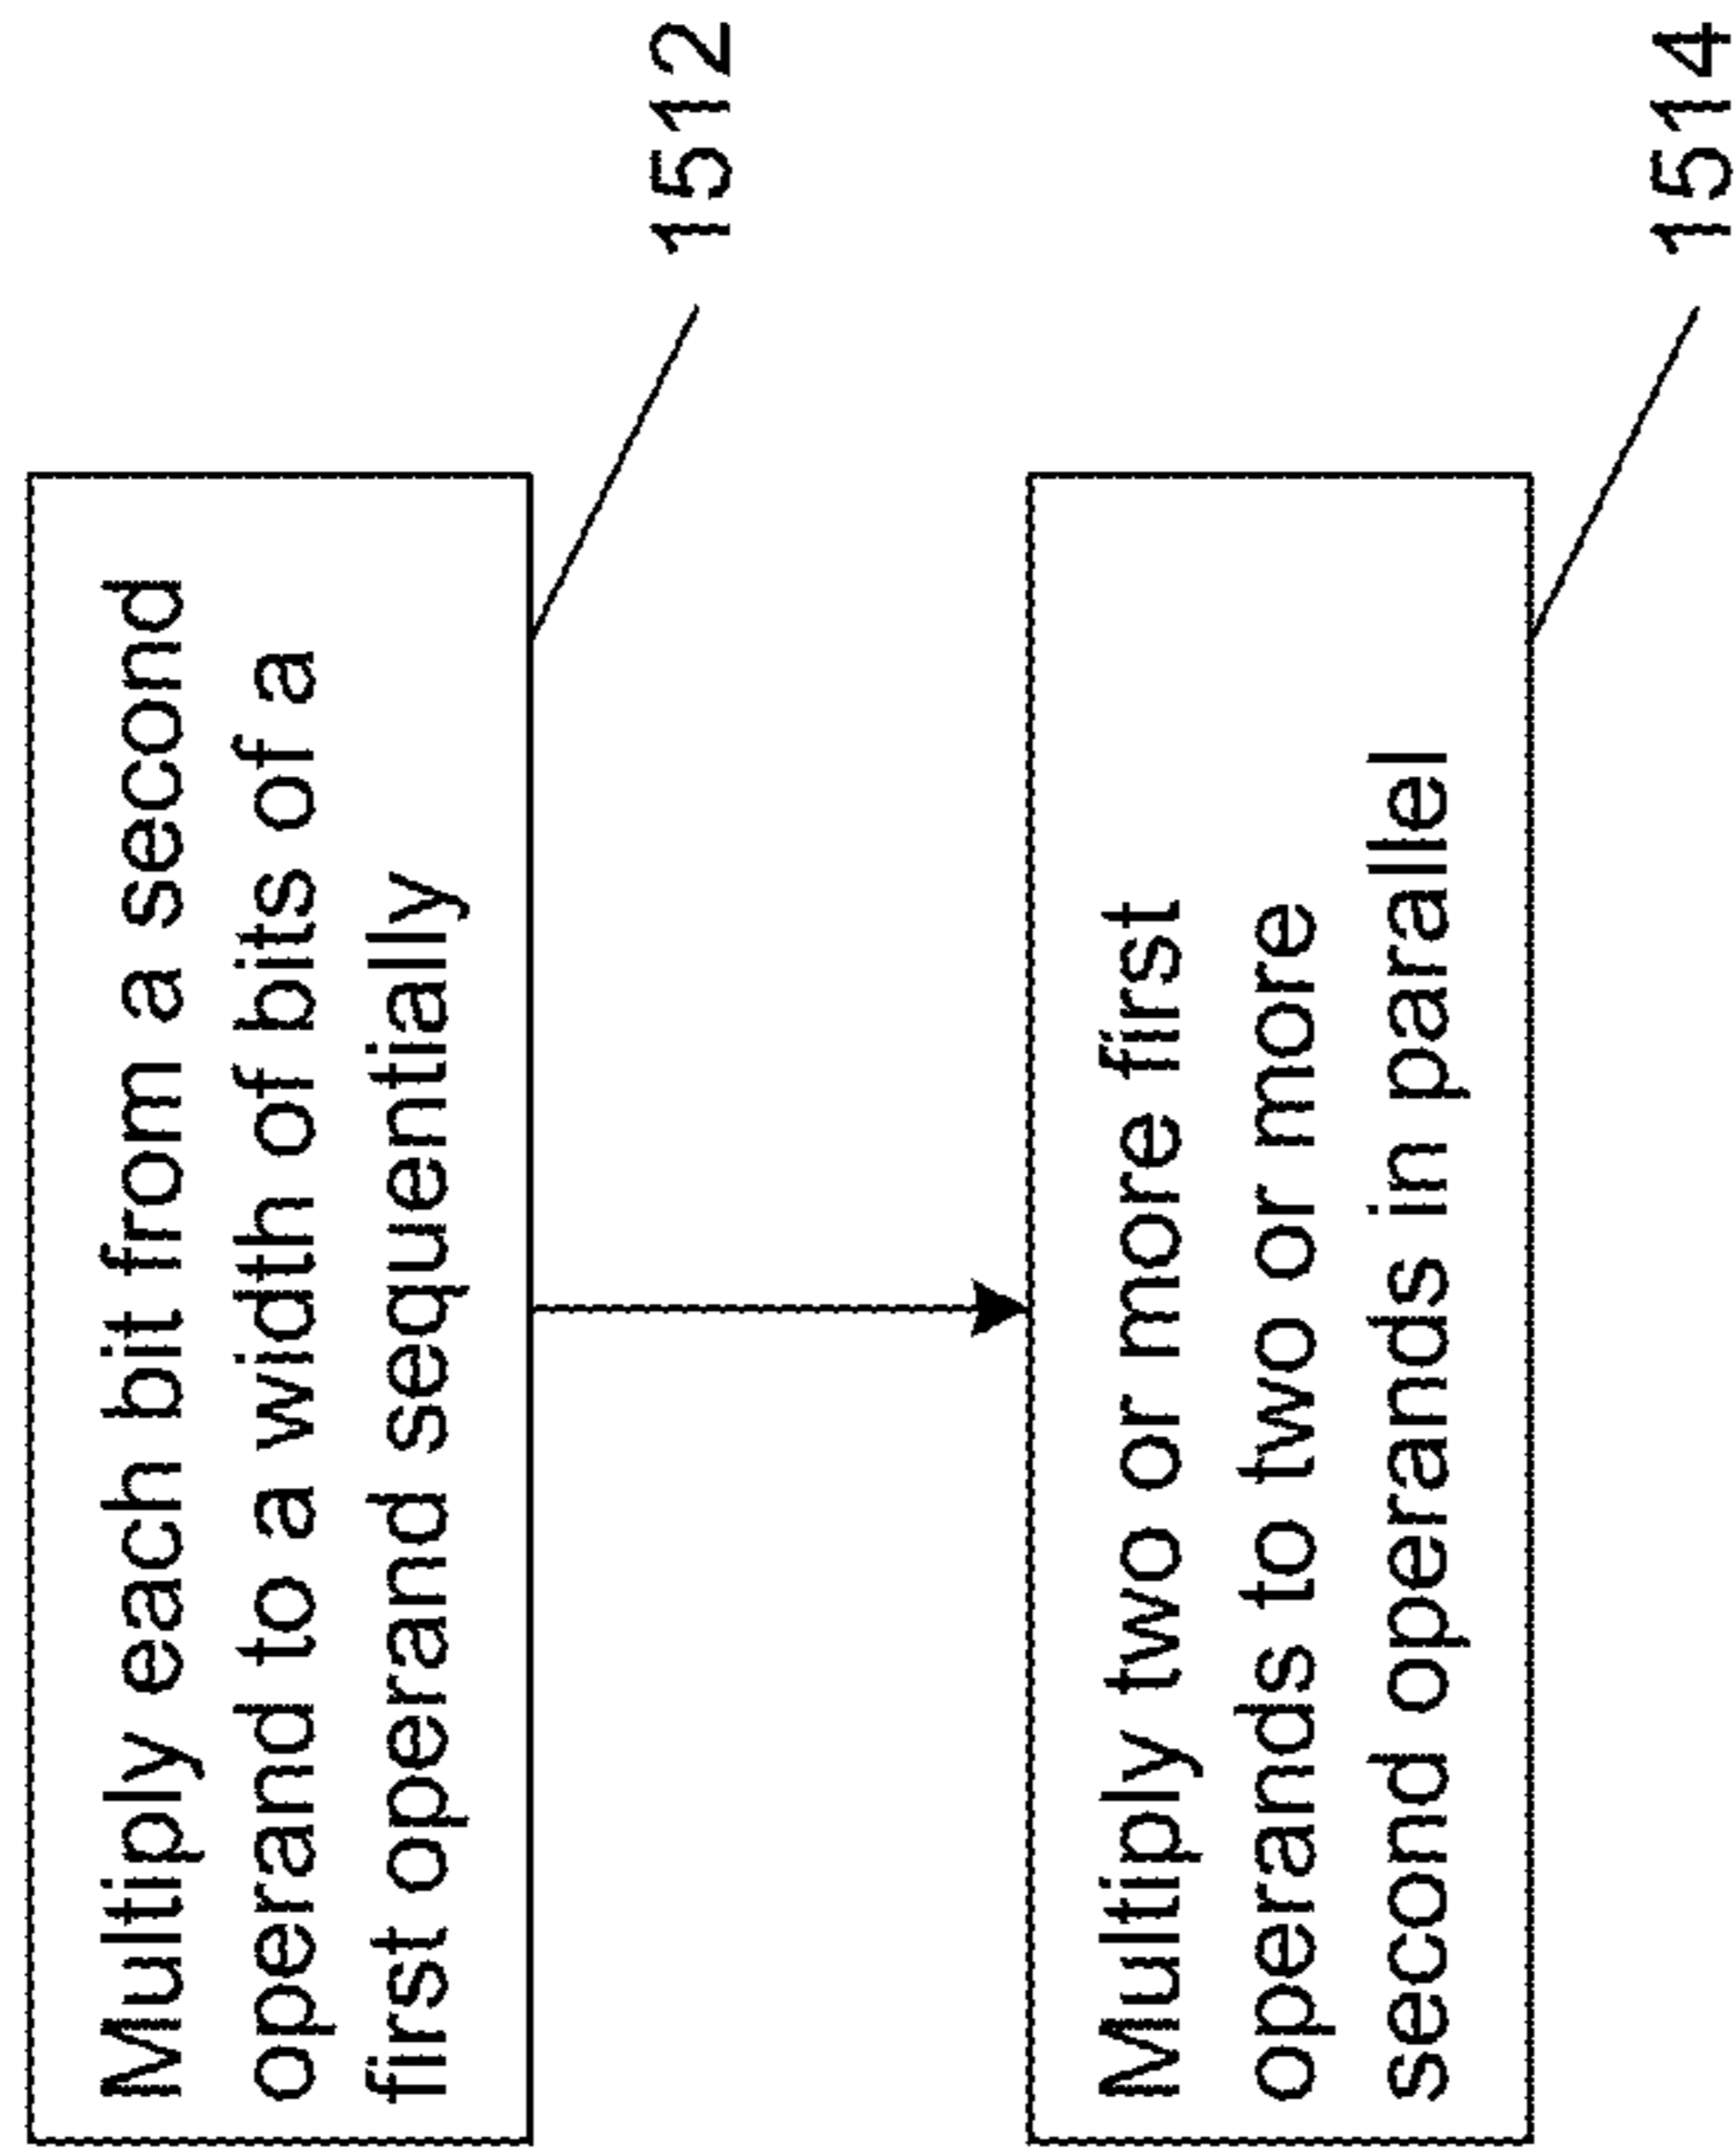 Multiply each bit from a second
operand to a width of bits of a
first operand sequentially
1512
Multiply two or more first
operands to two or more
second operands in parallel
1514